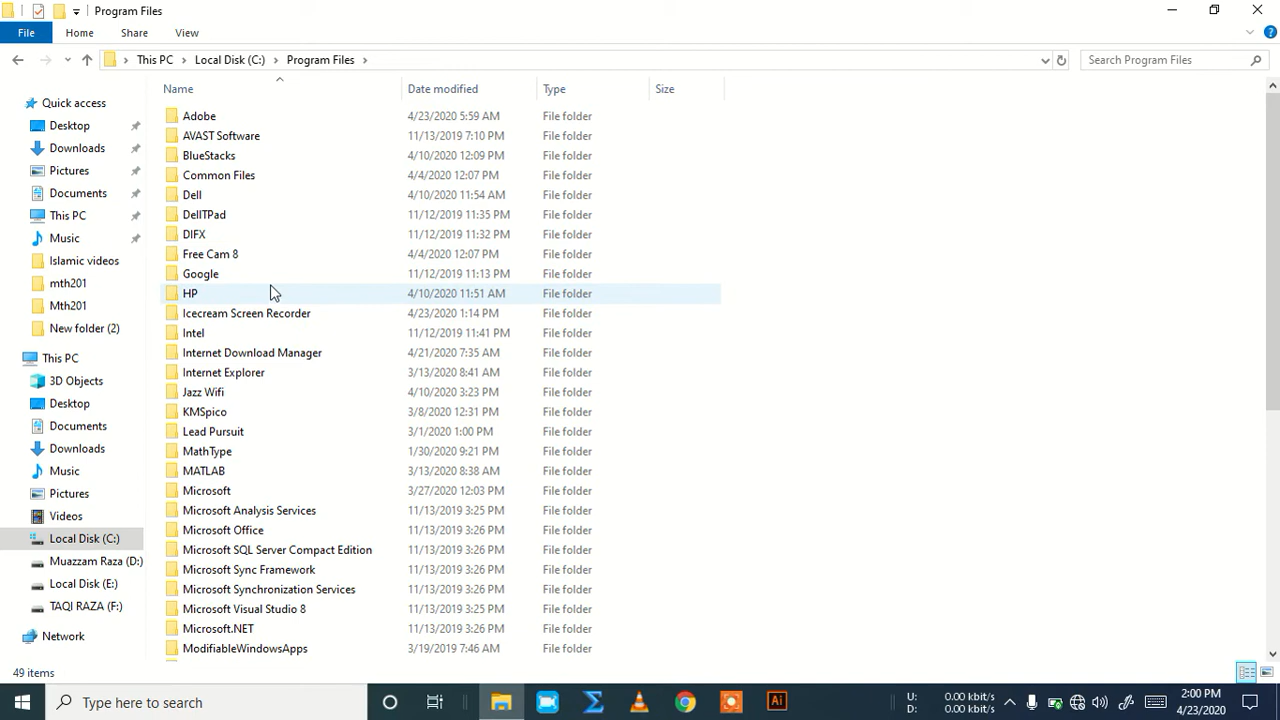 Program Files
File Home Share View
This PC > Local Disk (C:) > Program Files > Search Program Files
Name Date modified Type Size
Quick access
Desktop
Downloads
Pictures
Documents
This PC
Music
Islamic videos
mth201
Mth201
New folder (2)
This PC
3D Objects
Desktop
Documents
Downloads
Music
Pictures
Videos
Local Disk (C:)
Muazzam Raza (D:)
Local Disk (E:)
TAQI RAZA (F:)
Network
Adobe 4/23/2020 5:59 AM File folder
AVAST Software 11/13/2019 7:10 PM File folder
BlueStacks 4/10/2020 12:09 PM File folder
Common Files 4/4/2020 12:07 PM File folder
Dell 4/10/2020 11:54 AM File folder
DellTPad 11/12/2019 11:35 PM File folder
DIFX 11/12/2019 11:32 PM File folder
Free Cam 8 4/4/2020 12:07 PM File folder
Google 11/12/2019 11:13 PM File folder
HP 4/10/2020 11:51 AM File folder
Icecream Screen Recorder 4/23/2020 1:14 PM File folder
Intel 11/12/2019 11:41 PM File folder
Internet Download Manager 4/21/2020 7:35 AM File folder
Internet Explorer 3/13/2020 8:41 AM File folder
Jazz Wifi 4/10/2020 3:23 PM File folder
KMSpico 3/8/2020 12:31 PM File folder
Lead Pursuit 3/1/2020 1:00 PM File folder
MathType 1/30/2020 9:21 PM File folder
MATLAB 3/13/2020 8:38 AM File folder
Microsoft 3/27/2020 12:03 PM File folder
Microsoft Analysis Services 11/13/2019 3:25 PM File folder
Microsoft Office 11/13/2019 3:26 PM File folder
Microsoft SQL Server Compact Edition 11/13/2019 3:26 PM File folder
Microsoft Sync Framework 11/13/2019 3:26 PM File folder
Microsoft Synchronization Services 11/13/2019 3:26 PM File folder
Microsoft Visual Studio 8 11/13/2019 3:25 PM File folder
Microsoft.NET 11/13/2019 3:26 PM File folder
ModifiableWindowsApps 3/19/2019 7:46 AM File folder
49 items
Type here to search
Ai
U: 0.00 kbit/s
D: 0.00 kbit/s
2:00 PM
4/23/2020